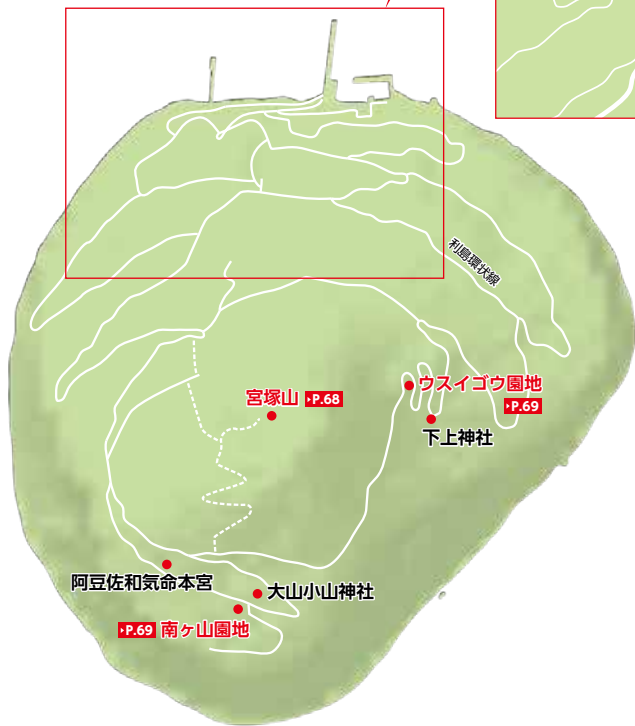 利島環状線
宮塚山 ▸P.68
ウスイゴウ園地
▸P.69
下上神社
阿豆佐和気命本宮
大山小山神社
▸P.69 南ヶ山園地